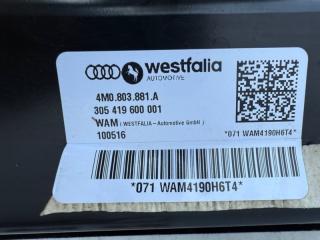 westfalia
AUTOMOTIVE
4M0.803.881.A
305 419 600 001
WAM ( WESTFALIA - Automotive GmbH )
100516
*071 WAM4190H6T4*
*071 WAM4190H6T4*